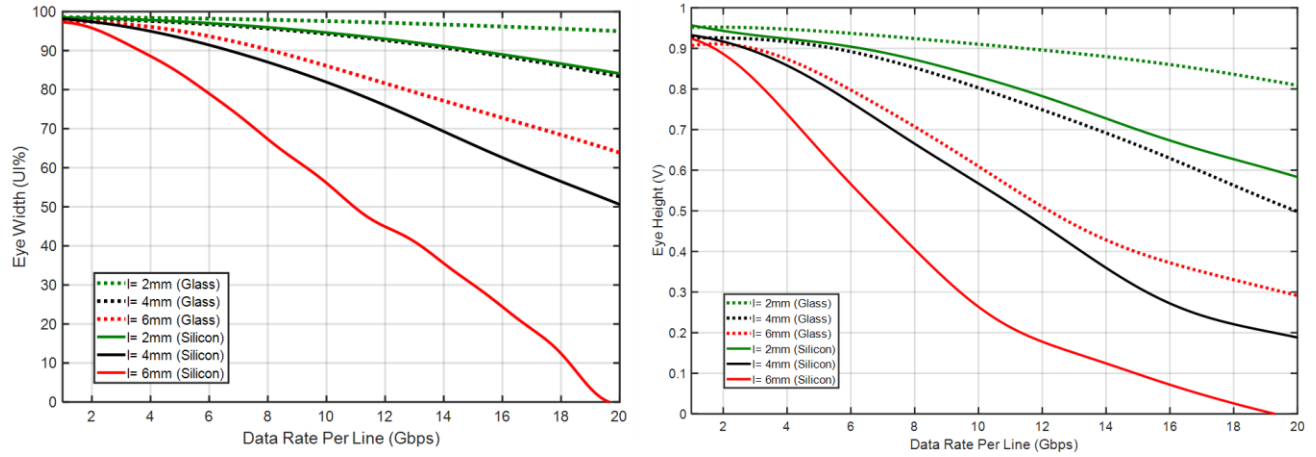 Eye Width (UI%)
100
90
80
70
60
50
40
30
20
10
0
l= 2mm (Glass)
l= 4mm (Glass)
l= 6mm (Glass)
l= 2mm (Silicon)
l= 4mm (Silicon)
l= 6mm (Silicon)
2 4 6 8 10 12 14 16 18 20
Data Rate Per Line (Gbps)
Eye Height (V)
1
0.9
0.8
0.7
0.6
0.5
0.4
0.3
0.2
0.1
0
l= 2mm (Glass)
l= 4mm (Glass)
l= 6mm (Glass)
l= 2mm (Silicon)
l= 4mm (Silicon)
l= 6mm (Silicon)
2 4 6 8 10 12 14 16 18 20
Data Rate Per Line (Gbps)